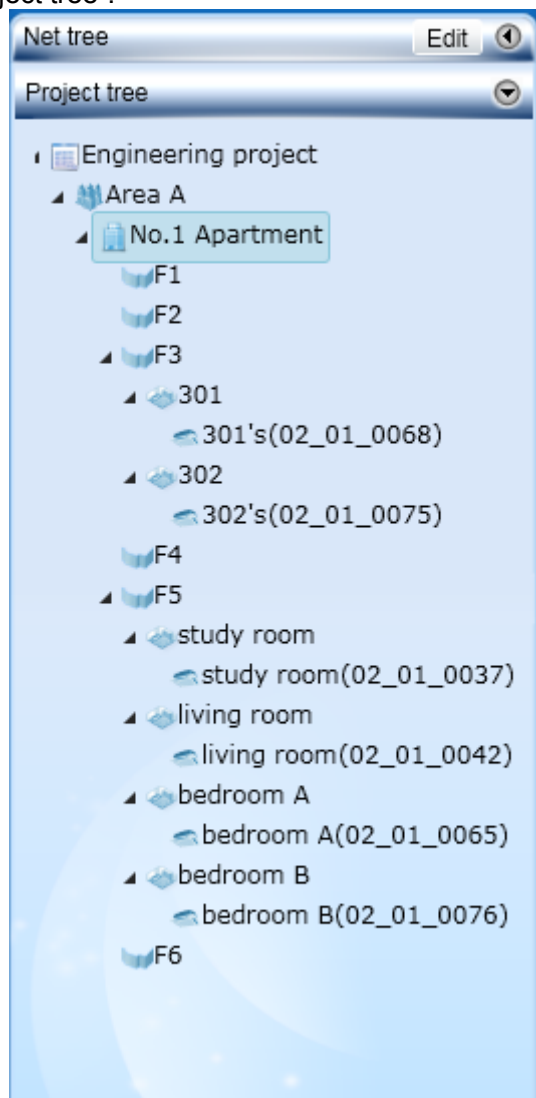 ject tree".
Net tree Edit
Project tree
Engineering project
Area A
No.1 Apartment
F1
F2
F3
301
301's(02_01_0068)
302
302's(02_01_0075)
F4
F5
study room
study room(02_01_0037)
living room
living room(02_01_0042)
bedroom A
bedroom A(02_01_0065)
bedroom B
bedroom B(02_01_0076)
F6